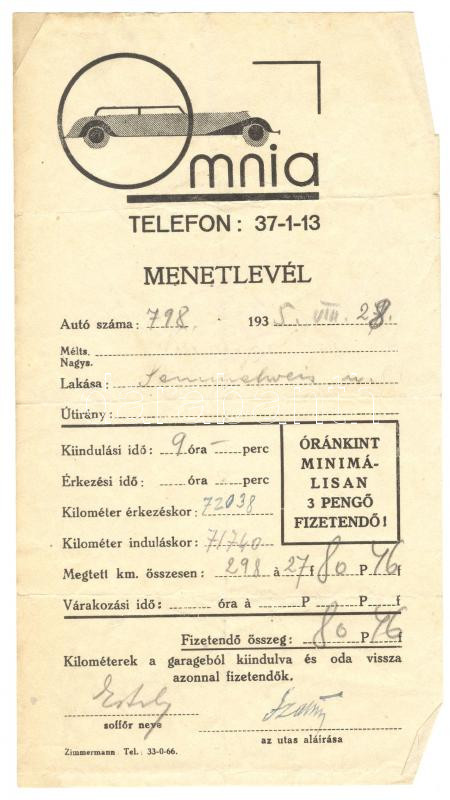 Omnia
TELEFON: 37-1-13
MENETLEVÉL
Autó száma: 798. 1935. VIII. 28.
Mélts.
Nagys.
Lakása: Semmelweis u.
Útirány:
Kiindulási idő: 9 óra — perc
Érkezési idő: óra perc
Kilométer érkezéskor: 72038
Kilométer induláskor: 71740
Megtett km. összesen: 298 à 27 f 80 P 46 f
Várakozási idő: óra à P P f
ÓRÁNKINT
MINIMÁ-
LISAN
3 PENGŐ
FIZETENDŐ!
Fizetendő összeg: 80 P 46 f
Kilométerek a garageból kiindulva és oda vissza
azonnal fizetendők.
soffőr neve
az utas aláirása
Zimmermann Tel.: 33-0-66.